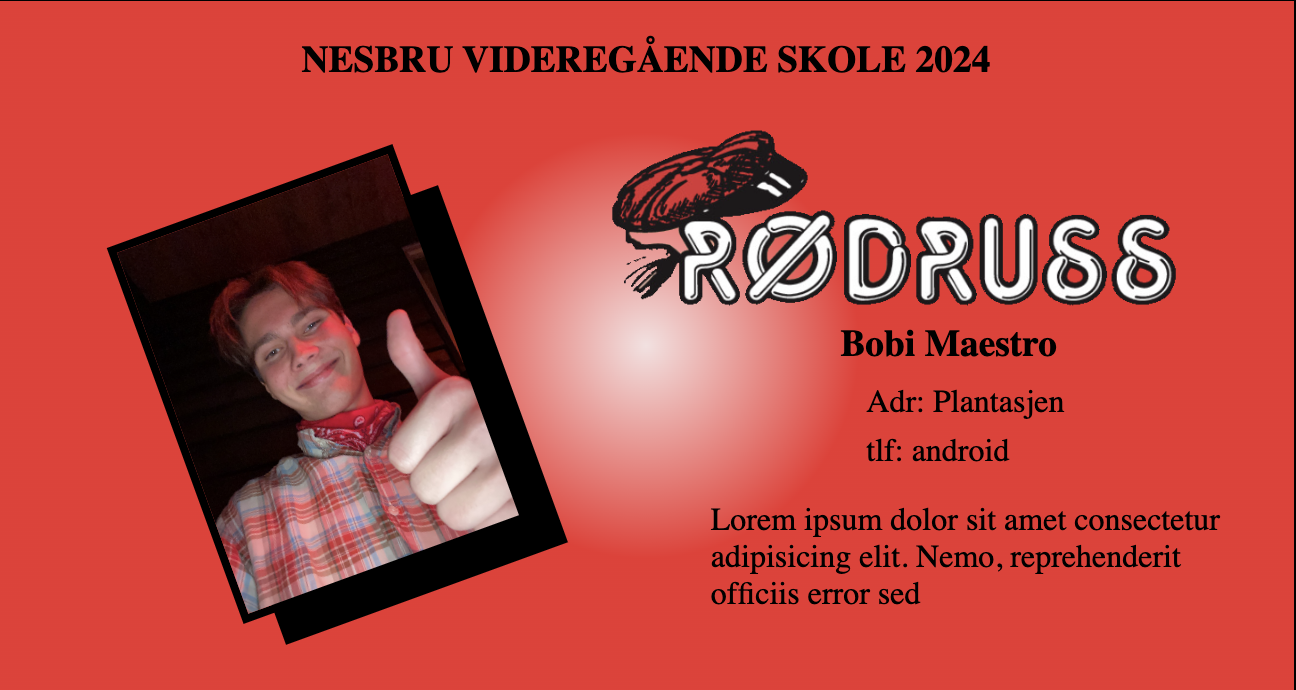 NESBRU VIDEREGÅENDE SKOLE 2024
RØDRUSS
Bobi Maestro
Adr: Plantasjen
tlf: android
Lorem ipsum dolor sit amet consectetur
adipisicing elit. Nemo, reprehenderit
officiis error sed